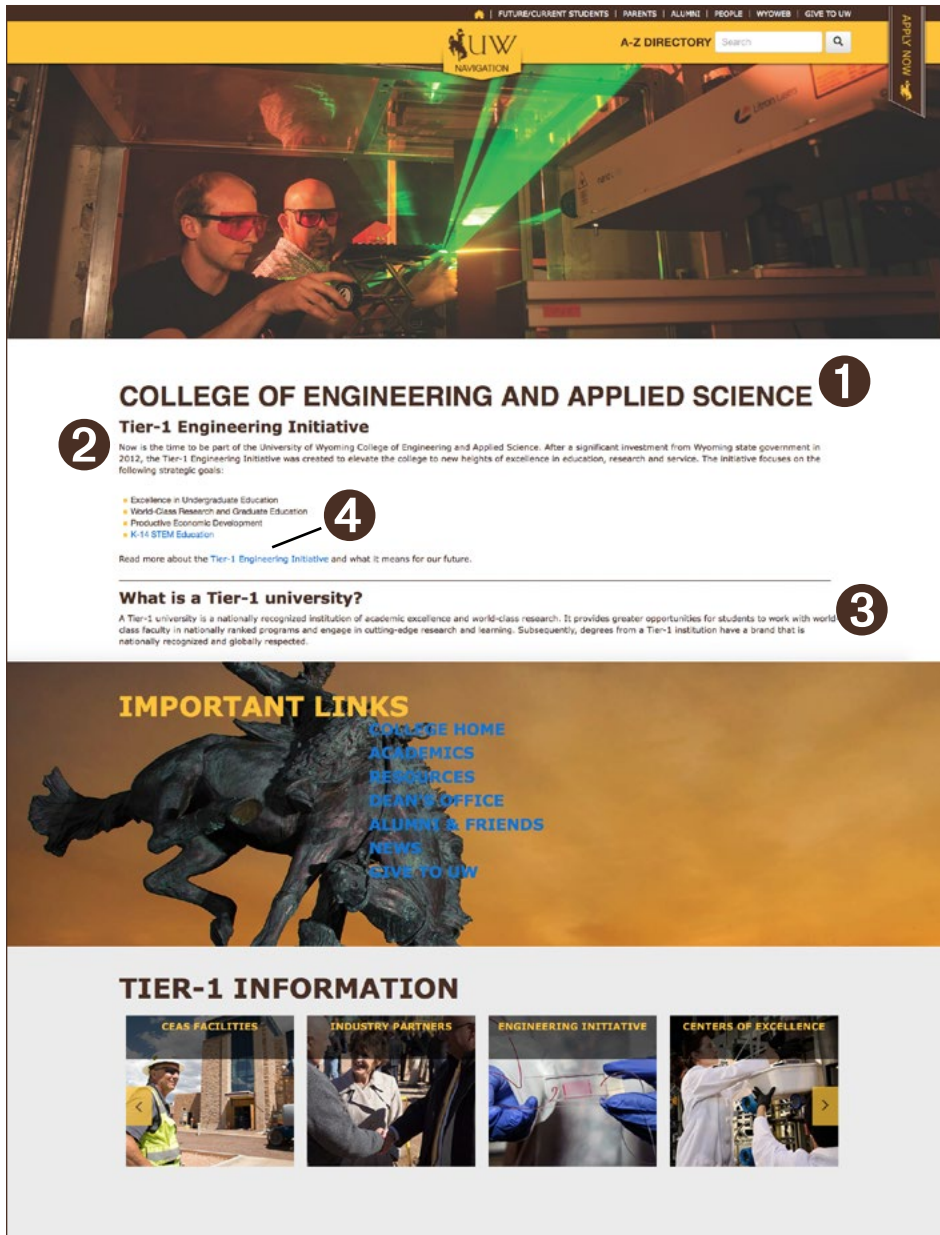 FUTURE/CURRENT STUDENTS | PARENTS | ALUMNI | PEOPLE | WYOWEB | GIVE TO UW
UW
NAVIGATION
A-Z DIRECTORY
Search
APPLY NOW
Litron Lasers
COLLEGE OF ENGINEERING AND APPLIED SCIENCE
1
2
Tier-1 Engineering Initiative
Now is the time to be part of the University of Wyoming College of Engineering and Applied Science. After a significant investment from Wyoming state government in
2012, the Tier-1 Engineering Initiative was created to elevate the college to new heights of excellence in education, research and service. The initiative focuses on the
following strategic goals:
Excellence in Undergraduate Education
World-Class Research and Graduate Education
Productive Economic Development
K-14 STEM Education
4
Read more about the Tier-1 Engineering Initiative and what it means for our future.
What is a Tier-1 university?
3
A Tier-1 university is a nationally recognized institution of academic excellence and world-class research. It provides greater opportunities for students to work with world-
class faculty in nationally ranked programs and engage in cutting-edge research and learning. Subsequently, degrees from a Tier-1 institution have a brand that is
nationally recognized and globally respected.
IMPORTANT LINKS
COLLEGE HOME
ACADEMICS
RESOURCES
DEAN'S OFFICE
ALUMNI & FRIENDS
NEWS
GIVE TO UW
TIER-1 INFORMATION
CEAS FACILITIES
INDUSTRY PARTNERS
ENGINEERING INITIATIVE
CENTERS OF EXCELLENCE